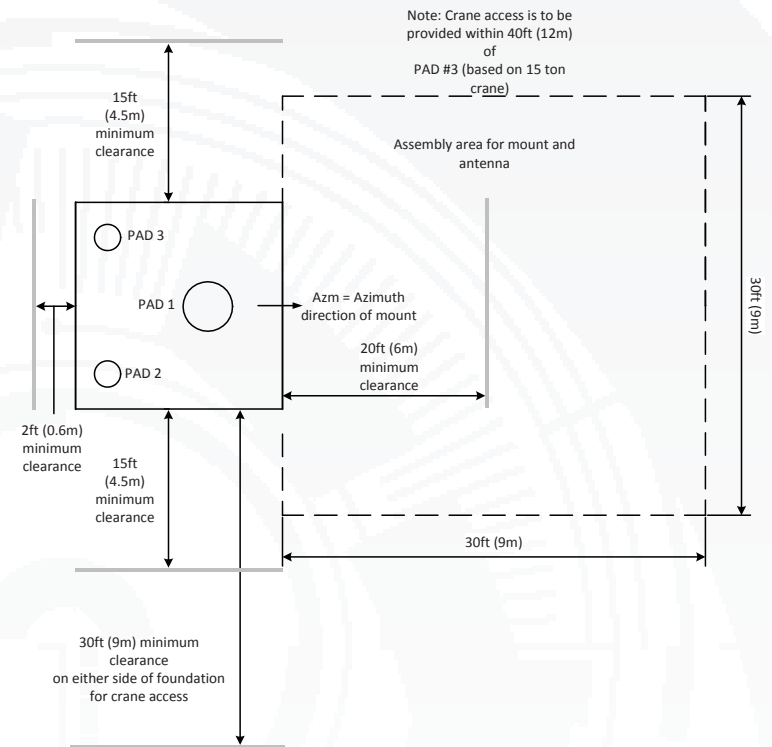 Note: Crane access is to be
provided within 40ft (12m)
of
PAD #3 (based on 15 ton
crane)
15ft
(4.5m)
minimum
clearance
Assembly area for mount and
antenna
PAD 3
PAD 1
Azm = Azimuth
direction of mount
30ft (9m)
20ft (6m)
minimum
clearance
PAD 2
2ft (0.6m)
minimum
clearance
15ft
(4.5m)
minimum
clearance
30ft (9m)
30ft (9m) minimum
clearance
on either side of foundation
for crane access